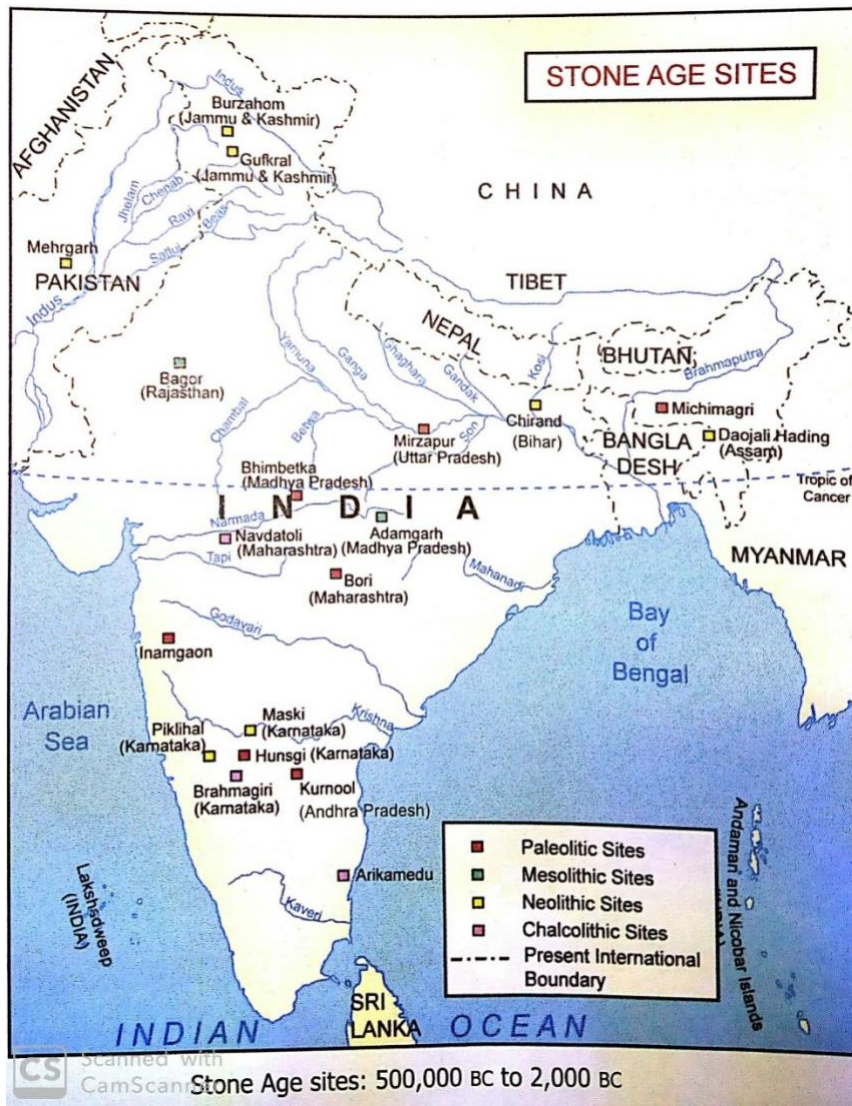 STONE AGE SITES
AFGHANISTAN
Indus
Burzahom
(Jammu & Kashmir)
Gufkral
(Jammu & Kashmir)
Jhelam
Chenab
Ravi
Beas
Satluj
CHINA
Mehrgarh
PAKISTAN
Indus
TIBET
NEPAL
BHUTAN
Brahmaputra
Yamuna
Ganga
Ghaghara
Gandak
Kosi
Bagor
(Rajasthan)
Chambal
Betwa
Son
Mirzapur
(Uttar Pradesh)
Chirand
(Bihar)
Michimagri
BANGLA
DESH
Daojali Hading
(Assam)
Bhimbetka
(Madhya Pradesh)
Tropic of
Cancer
INDIA
Narmada
Navdatoli
(Maharashtra)
Adamgarh
(Madhya Pradesh)
Tapi
Bori
(Maharashtra)
Mahanadi
MYANMAR
Godavari
Inamgaon
Bay
of
Bengal
Arabian
Sea
Maski
(Karnataka)
Krishna
Piklihal
(Karnataka)
Hunsgi (Karnataka)
Brahmagiri
(Karnataka)
Kurnool
(Andhra Pradesh)
Arikamedu
Kaveri
Lakshadweep
(INDIA)
Andaman and Nicobar Islands
Paleolitic Sites
Mesolithic Sites
Neolithic Sites
Chalcolithic Sites
Present International
Boundary
SRI
LANKA
INDIAN OCEAN
CS Scanned with
CamScanner
Stone Age sites: 500,000 BC to 2,000 BC